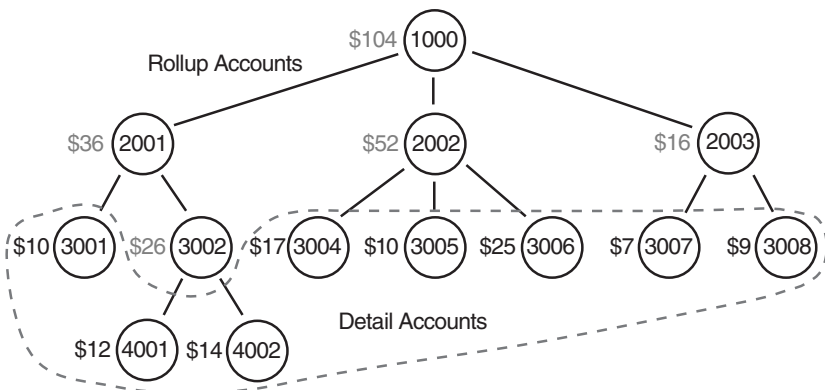 $104 1000
Rollup Accounts
$36 2001 $52 2002 $16 2003
$10 3001 $26 3002 $17 3004 $10 3005 $25 3006 $7 3007 $9 3008
Detail Accounts
$12 4001 $14 4002